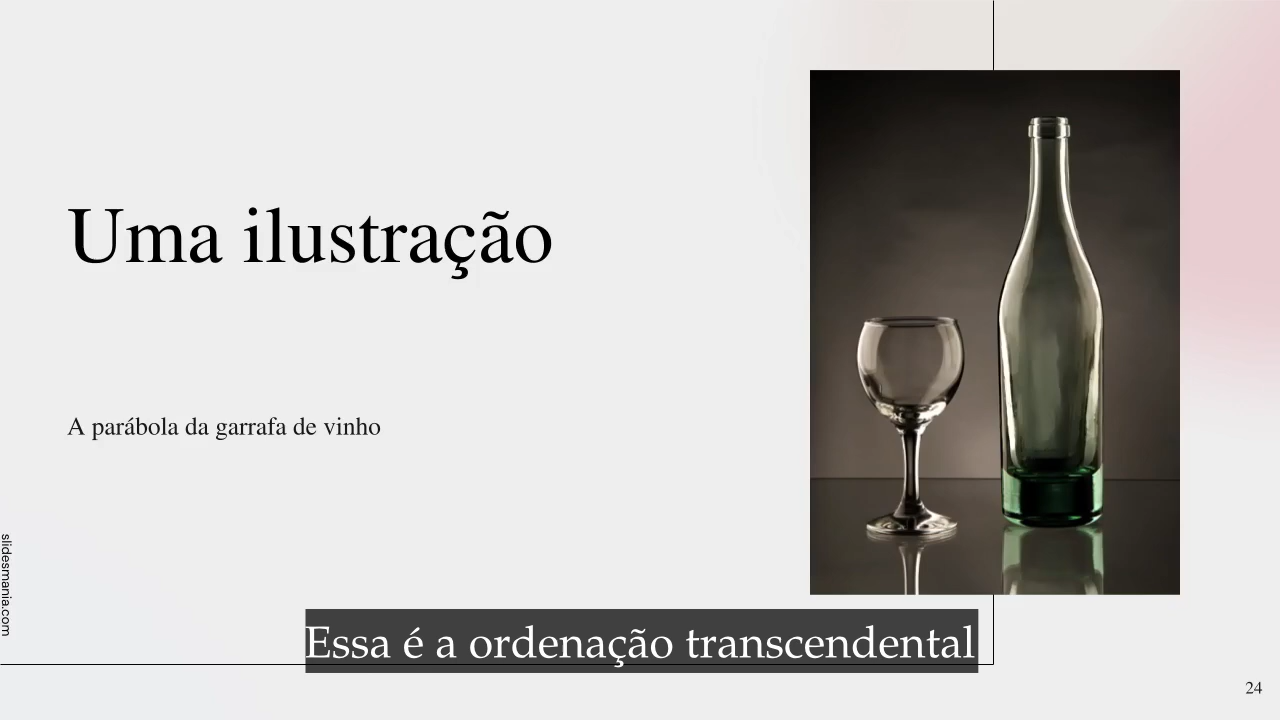 Uma ilustração
A parábola da garrafa de vinho
slidesmania.com
Essa é a ordenação transcendental
24